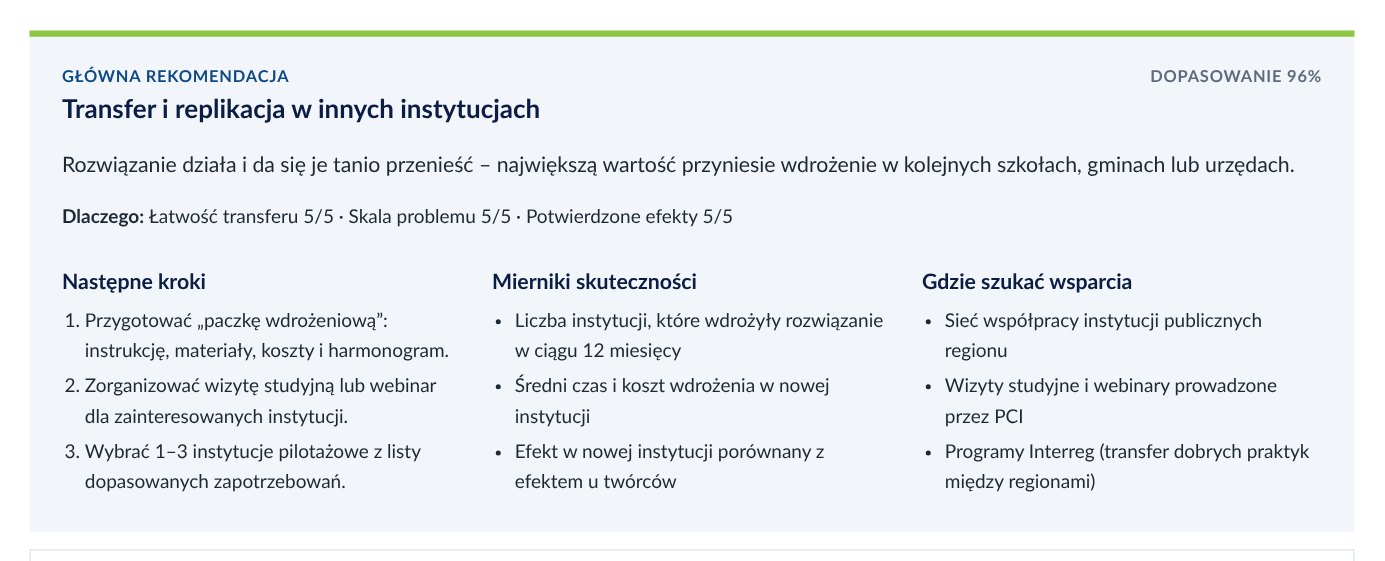 GŁÓWNA REKOMENDACJA
DOPASOWANIE 96%
Transfer i replikacja w innych instytucjach
Rozwiązanie działa i da się je tanio przenieść – największą wartość przyniesie wdrożenie w kolejnych szkołach, gminach lub urzędach.
Dlaczego: Łatwość transferu 5/5 · Skala problemu 5/5 · Potwierdzone efekty 5/5
Następne kroki
1. Przygotować „paczkę wdrożeniową”:
instrukcję, materiały, koszty i harmonogram.
2. Zorganizować wizytę studyjną lub webinar
dla zainteresowanych instytucji.
3. Wybrać 1–3 instytucje pilotażowe z listy
dopasowanych zapotrzebowań.
Mierniki skuteczności
• Liczba instytucji, które wdrożyły rozwiązanie
w ciągu 12 miesięcy
• Średni czas i koszt wdrożenia w nowej
instytucji
• Efekt w nowej instytucji porównany z
efektem u twórców
Gdzie szukać wsparcia
• Sieć współpracy instytucji publicznych
regionu
• Wizyty studyjne i webinary prowadzone
przez PCI
• Programy Interreg (transfer dobrych praktyk
między regionami)